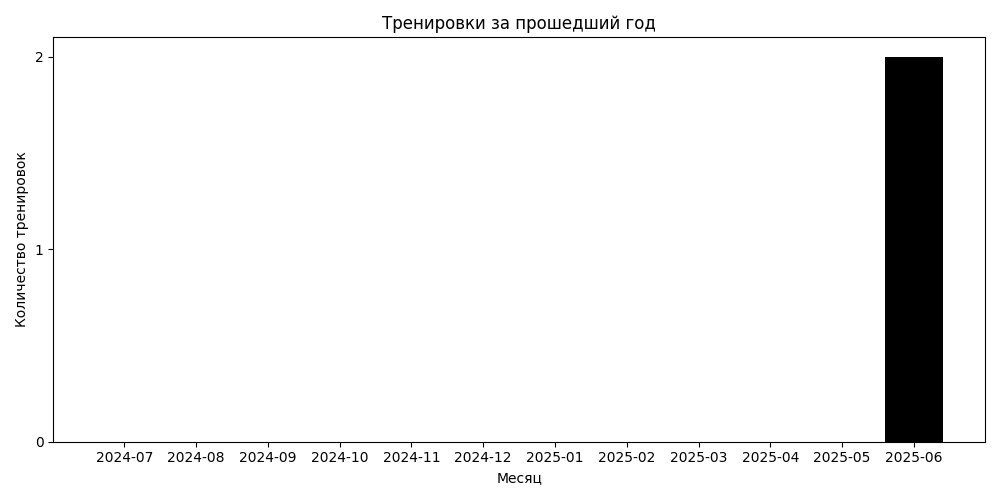 Тренировки за прошедший год
Количество тренировок
2
1
0
2024-07 2024-08 2024-09 2024-10 2024-11 2024-12 2025-01 2025-02 2025-03 2025-04 2025-05 2025-06
Месяц